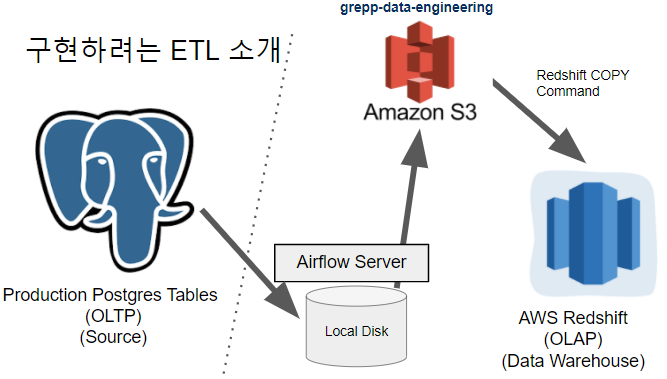 grepp-data-engineering
구현하려는 ETL 소개
Redshift COPY
Command
Amazon S3
Airflow Server
Local Disk
Production Postgres Tables
(OLTP)
(Source)
AWS Redshift
(OLAP)
(Data Warehouse)